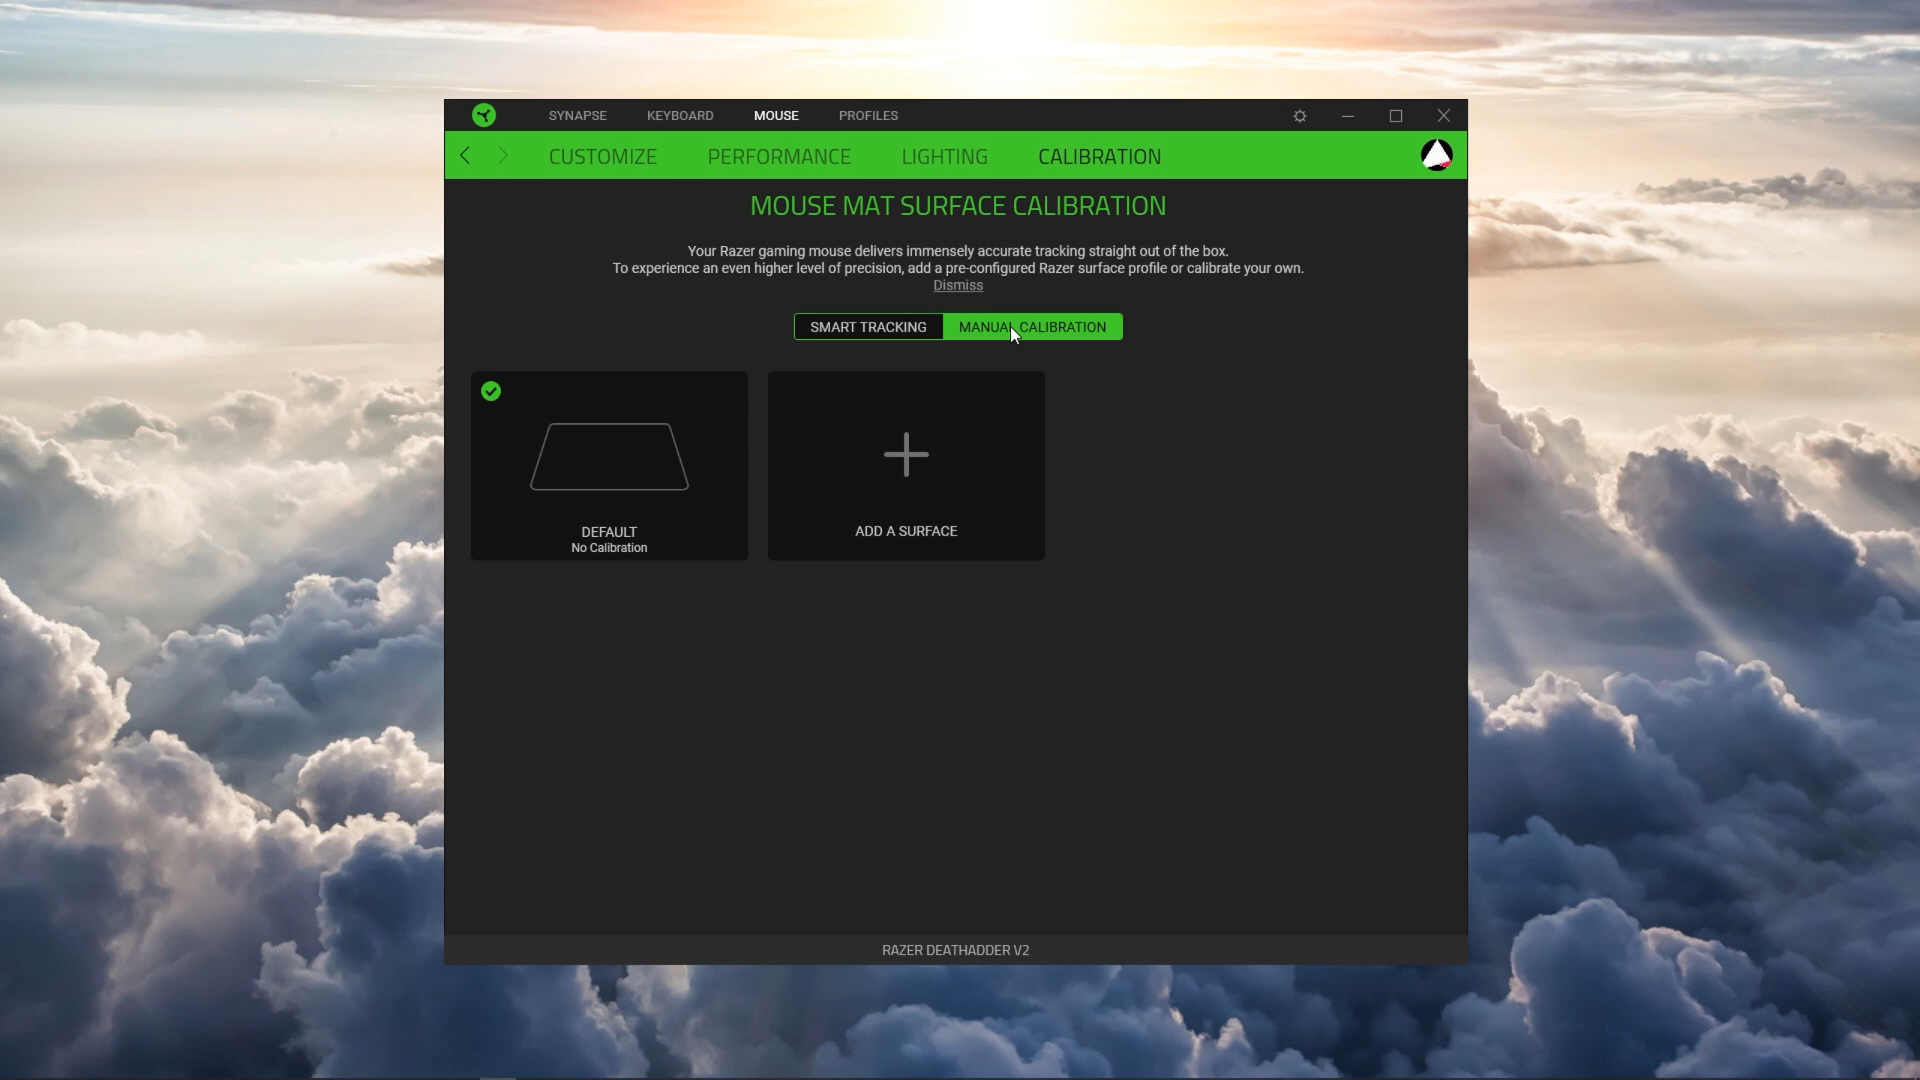 SYNAPSE KEYBOARD MOUSE PROFILES
CUSTOMIZE PERFORMANCE LIGHTING CALIBRATION
MOUSE MAT SURFACE CALIBRATION
Your Razer gaming mouse delivers immensely accurate tracking straight out of the box.
To experience an even higher level of precision, add a pre-configured Razer surface profile or calibrate your own.
Dismiss
SMART TRACKING MANUAL CALIBRATION
DEFAULT
No Calibration
ADD A SURFACE
RAZER DEATHADDER V2